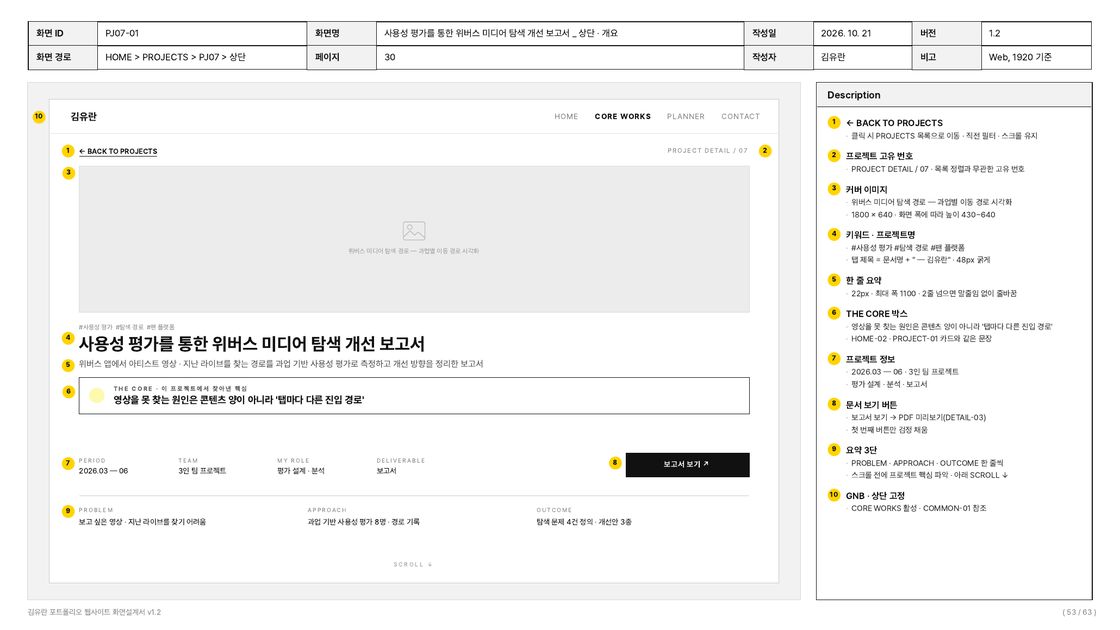 화면 ID PJ07-01 화면명 사용성 평가를 통한 위버스 미디어 탐색 개선 보고서 _ 상단 · 개요 작성일 2026. 10. 21 버전 1.2
화면 경로 HOME > PROJECTS > PJ07 > 상단 페이지 30 작성자 김유란 비고 Web, 1920 기준
10 김유란 HOME CORE WORKS PLANNER CONTACT
1 ← BACK TO PROJECTS PROJECT DETAIL / 07 2
3
위버스 미디어 탐색 경로 — 과업별 이동 경로 시각화
#사용성 평가 #탐색 경로 #팬 플랫폼
4 사용성 평가를 통한 위버스 미디어 탐색 개선 보고서
5 위버스 앱에서 아티스트 영상 · 지난 라이브를 찾는 경로를 과업 기반 사용성 평가로 측정하고 개선 방향을 정리한 보고서
6 THE CORE · 이 프로젝트에서 찾아낸 핵심
영상을 못 찾는 원인은 콘텐츠 양이 아니라 '탭마다 다른 진입 경로'
7 PERIOD TEAM MY ROLE DELIVERABLE
2026.03 — 06 3인 팀 프로젝트 평가 설계 · 분석 보고서
8 보고서 보기 ↗
9 PROBLEM APPROACH OUTCOME
보고 싶은 영상 · 지난 라이브를 찾기 어려움 과업 기반 사용성 평가 8명 · 경로 기록 탐색 문제 4건 정의 · 개선안 3종
SCROLL ↓
Description
1 ← BACK TO PROJECTS
· 클릭 시 PROJECTS 목록으로 이동 · 직전 필터 · 스크롤 유지
2 프로젝트 고유 번호
· PROJECT DETAIL / 07 · 목록 정렬과 무관한 고유 번호
3 커버 이미지
· 위버스 미디어 탐색 경로 — 과업별 이동 경로 시각화
· 1800 × 640 · 화면 폭에 따라 높이 430~640
4 키워드 · 프로젝트명
· #사용성 평가 #탐색 경로 #팬 플랫폼
· 탭 제목 = 문서명 + " — 김유란" · 48px 굵게
5 한 줄 요약
· 22px · 최대 폭 1100 · 2줄 넘으면 말줄임 없이 줄바꿈
6 THE CORE 박스
· 영상을 못 찾는 원인은 콘텐츠 양이 아니라 '탭마다 다른 진입 경로'
· HOME-02 · PROJECT-01 카드와 같은 문장
7 프로젝트 정보
· 2026.03 — 06 · 3인 팀 프로젝트
· 평가 설계 · 분석 · 보고서
8 문서 보기 버튼
· 보고서 보기 → PDF 미리보기(DETAIL-03)
· 첫 번째 버튼만 검정 채움
9 요약 3단
· PROBLEM · APPROACH · OUTCOME 한 줄씩
· 스크롤 전에 프로젝트 핵심 파악 · 아래 SCROLL ↓
10 GNB · 상단 고정
· CORE WORKS 활성 · COMMON-01 참조
김유란 포트폴리오 웹사이트 화면설계서 v1.2
( 53 / 63 )